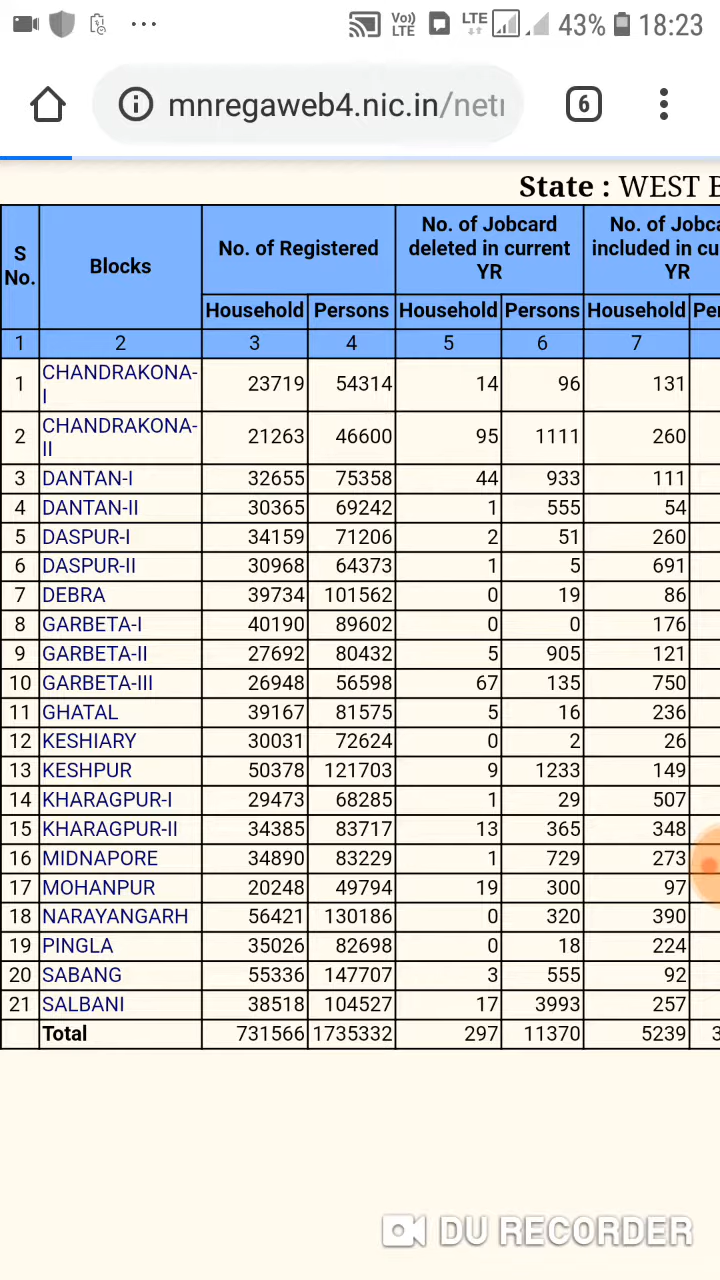 Vo)) LTE LTE 43% 18:23
mnregaweb4.nic.in/netr 6
State : WEST B
S No. Blocks No. of Registered No. of Jobcard deleted in current YR No. of Jobca included in cu YR
Household Persons Household Persons Household Per
1 2 3 4 5 6 7
1 CHANDRAKONA-I 23719 54314 14 96 131
2 CHANDRAKONA-II 21263 46600 95 1111 260
3 DANTAN-I 32655 75358 44 933 111
4 DANTAN-II 30365 69242 1 555 54
5 DASPUR-I 34159 71206 2 51 260
6 DASPUR-II 30968 64373 1 5 691
7 DEBRA 39734 101562 0 19 86
8 GARBETA-I 40190 89602 0 0 176
9 GARBETA-II 27692 80432 5 905 121
10 GARBETA-III 26948 56598 67 135 750
11 GHATAL 39167 81575 5 16 236
12 KESHIARY 30031 72624 0 2 26
13 KESHPUR 50378 121703 9 1233 149
14 KHARAGPUR-I 29473 68285 1 29 507
15 KHARAGPUR-II 34385 83717 13 365 348
16 MIDNAPORE 34890 83229 1 729 273
17 MOHANPUR 20248 49794 19 300 97
18 NARAYANGARH 56421 130186 0 320 390
19 PINGLA 35026 82698 0 18 224
20 SABANG 55336 147707 3 555 92
21 SALBANI 38518 104527 17 3993 257
Total 731566 1735332 297 11370 5239 3
DU RECORDER